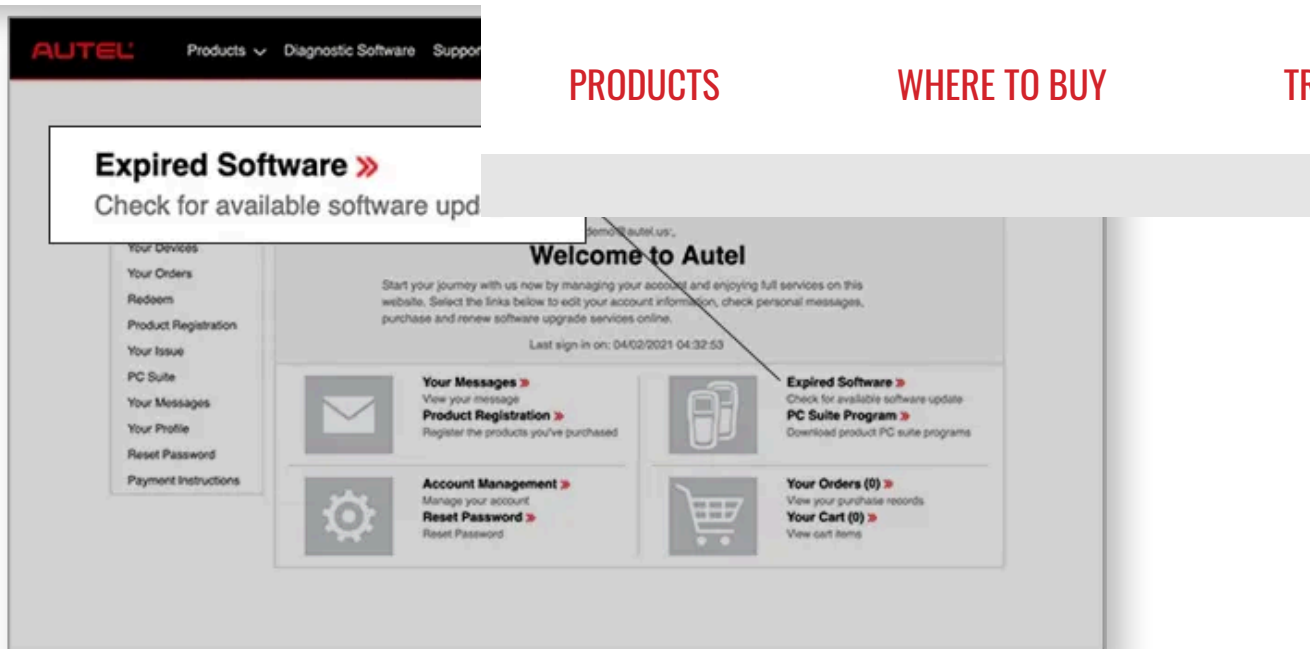 AUTEL
Products
Diagnostic Software
PRODUCTS
WHERE TO BUY
Expired Software »
Check for available software
Your Devices
Your Orders
Redeem
Product Registration
Your Issue
PC Suite
Your Messages
Your Profile
Reset Password
Payment Instructions
demo@autel.us:,
Welcome to Autel
Start your journey with us now by managing your account and enjoying full services on this
website. Select the links below to edit your account information, check personal messages,
purchase and renew software upgrade services online.
Last sign in on: 04/02/2021 04:32:53
Your Messages »
View your message
Product Registration »
Register the products you've purchased
Expired Software »
Check for available software update
PC Suite Program »
Download product PC suite programs
Account Management »
Manage your account
Reset Password »
Reset Password
Your Orders (0) »
View your purchase records
Your Cart (0) »
View cart items